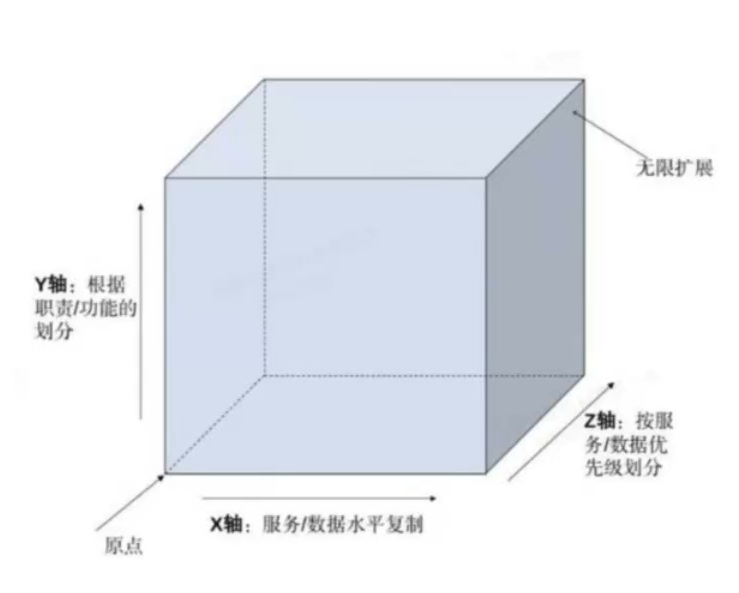 无限扩展
Y轴：根据
职责/功能的
划分
Z轴：按服
务/数据优
先级划分
X轴：服务/数据水平复制
原点